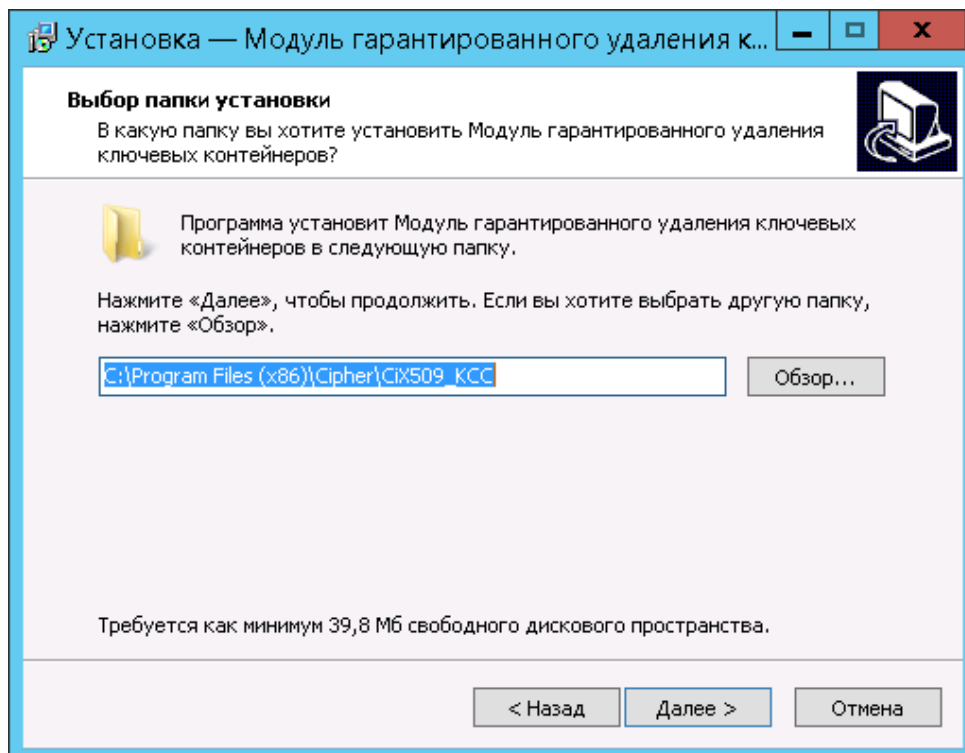 Установка — Модуль гарантированного удаления к...
Выбор папки установки
В какую папку вы хотите установить Модуль гарантированного удаления
ключевых контейнеров?
Программа установит Модуль гарантированного удаления ключевых
контейнеров в следующую папку.
Нажмите «Далее», чтобы продолжить. Если вы хотите выбрать другую папку,
нажмите «Обзор».
C:\Program Files (x86)\Cipher\CiX509_KCC
Обзор...
Требуется как минимум 39,8 Мб свободного дискового пространства.
< Назад
Далее >
Отмена